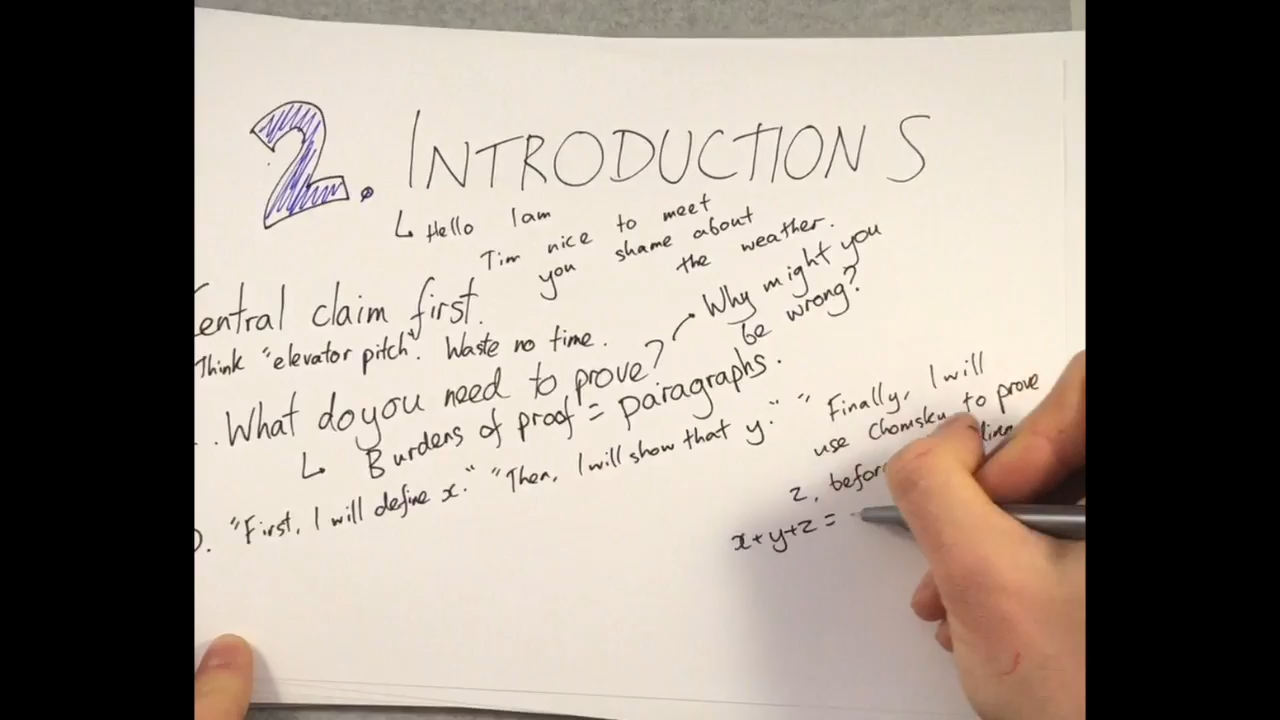 2. INTRODUCTIONS
↳ Hello I am
Tim nice to meet
you shame about
the weather.
entral claim first.
Think "elevator pitch". Waste no time.
Why might you
be wrong?
. What do you need to prove?
↳ Burdens of proof = paragraphs.
. "First, I will define x." "Then, I will show that y." " Finally, I will
use Chomsky to prove
z, before
x+y+z =